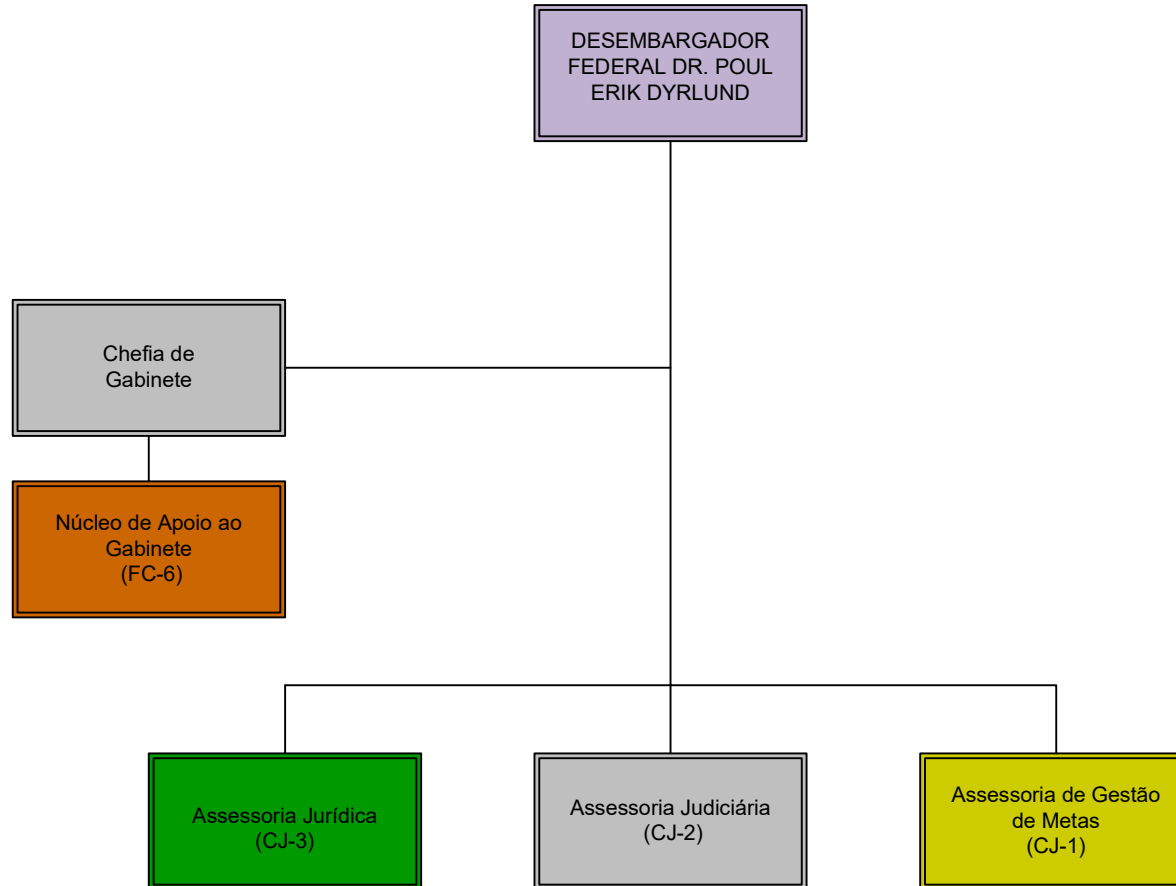 DESEMBARGADOR
FEDERAL DR. POUL
ERIK DYRLUND
Chefia de
Gabinete
Núcleo de Apoio ao
Gabinete
(FC-6)
Assessoria Jurídica
(CJ-3)
Assessoria Judiciária
(CJ-2)
Assessoria de Gestão
de Metas
(CJ-1)